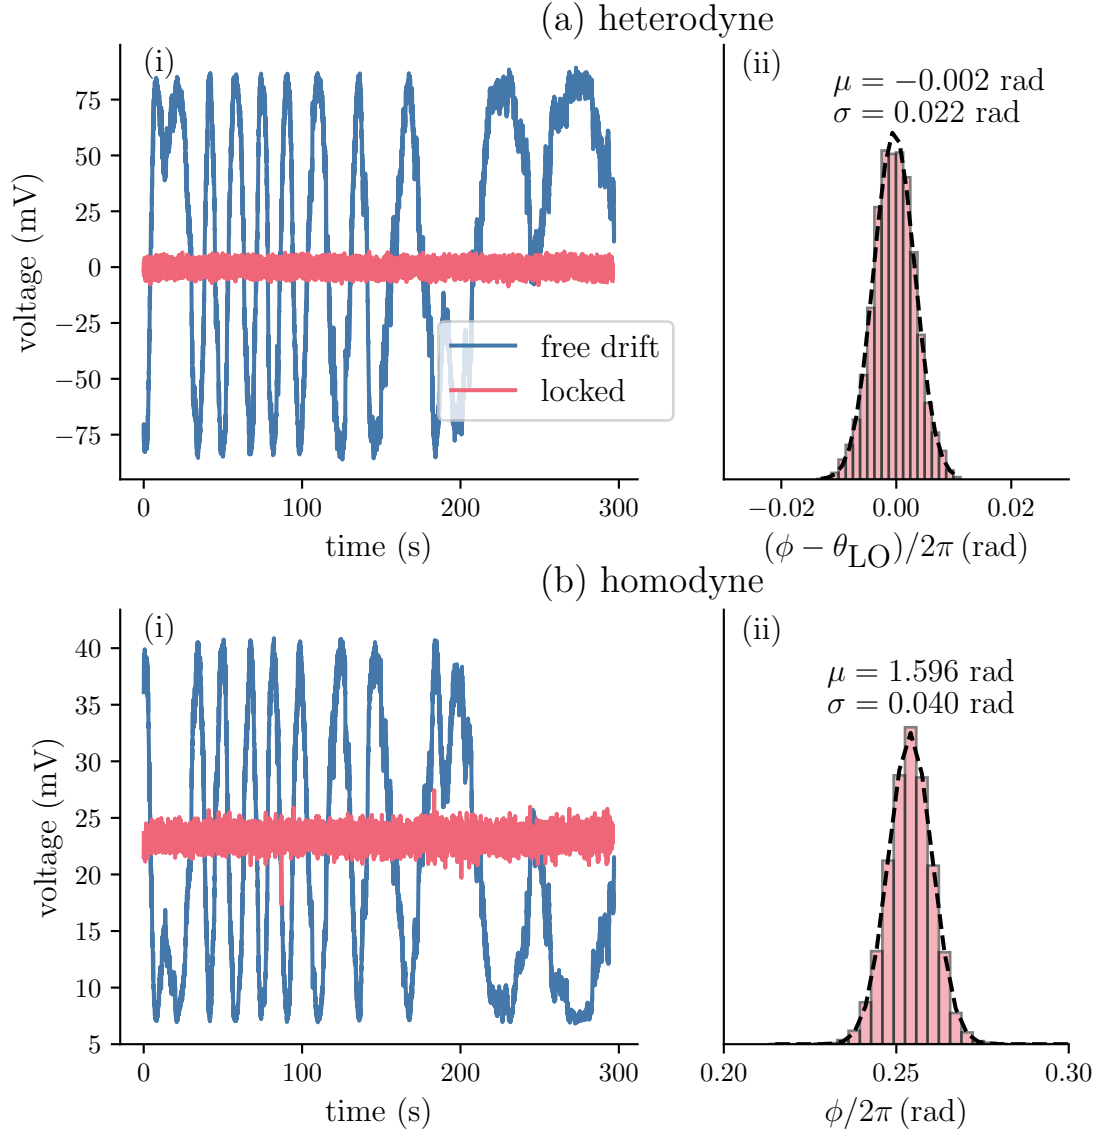 (a) heterodyne
(i)
voltage (mV)
75
50
25
0
−25
−50
−75
free drift
locked
0
100
200
300
time (s)
(ii)
μ = −0.002 rad
σ = 0.022 rad
−0.02
0.00
0.02
(ϕ − θ_LO)/2π (rad)
(b) homodyne
(i)
voltage (mV)
40
35
30
25
20
15
10
5
0
100
200
300
time (s)
(ii)
μ = 1.596 rad
σ = 0.040 rad
0.20
0.25
0.30
ϕ/2π (rad)